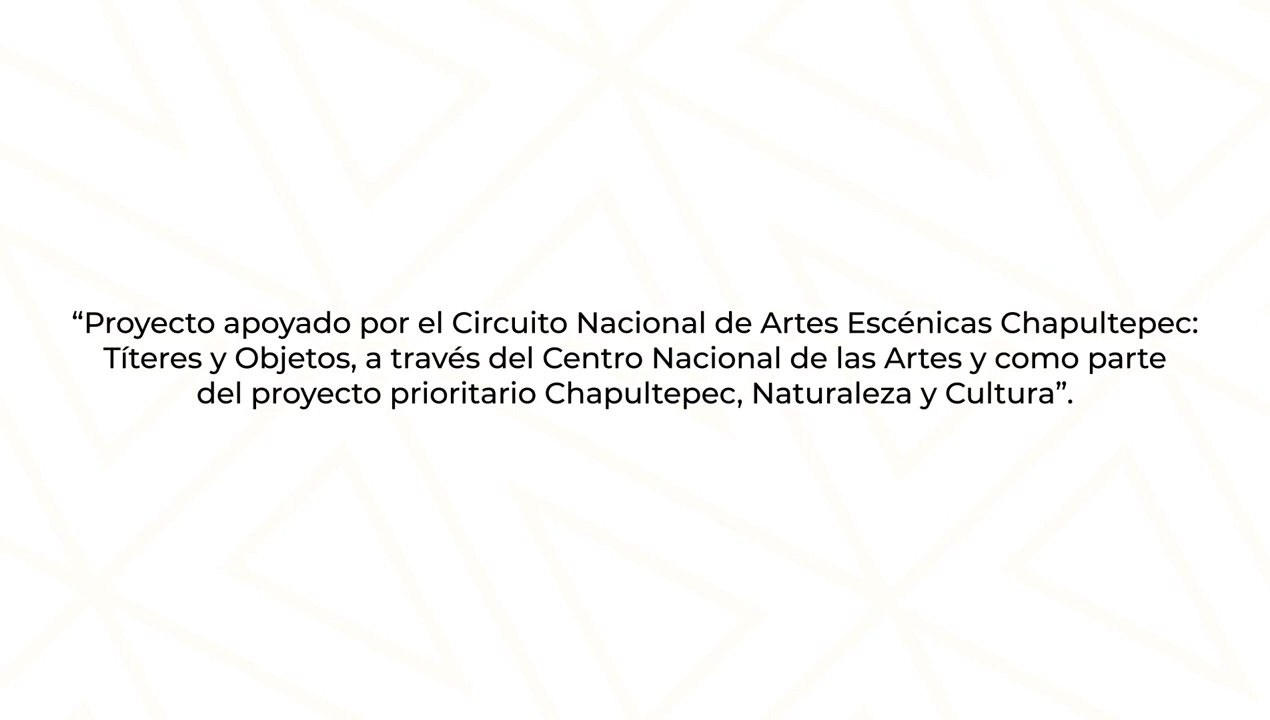 “Proyecto apoyado por el Circuito Nacional de Artes Escénicas Chapultepec:
Títeres y Objetos, a través del Centro Nacional de las Artes y como parte
del proyecto prioritario Chapultepec, Naturaleza y Cultura”.